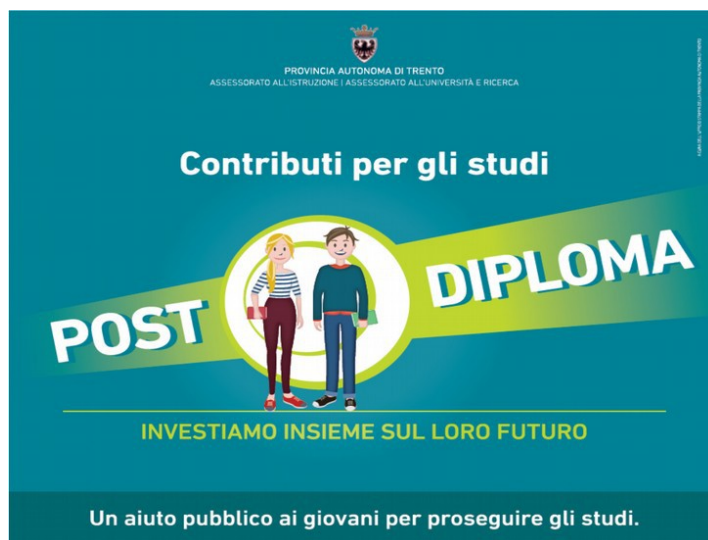 PROVINCIA AUTONOMA DI TRENTO
ASSESSORATO ALL'ISTRUZIONE | ASSESSORATO ALL'UNIVERSITÀ E RICERCA
Contributi per gli studi
POST DIPLOMA
INVESTIAMO INSIEME SUL LORO FUTURO
Un aiuto pubblico ai giovani per proseguire gli studi.